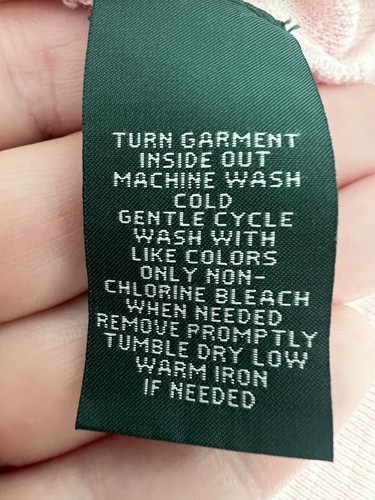 TURN GARMENT
INSIDE OUT
MACHINE WASH
COLD
GENTLE CYCLE
WASH WITH
LIKE COLORS
ONLY NON-
CHLORINE BLEACH
WHEN NEEDED
REMOVE PROMPTLY
TUMBLE DRY LOW
WARM IRON
IF NEEDED